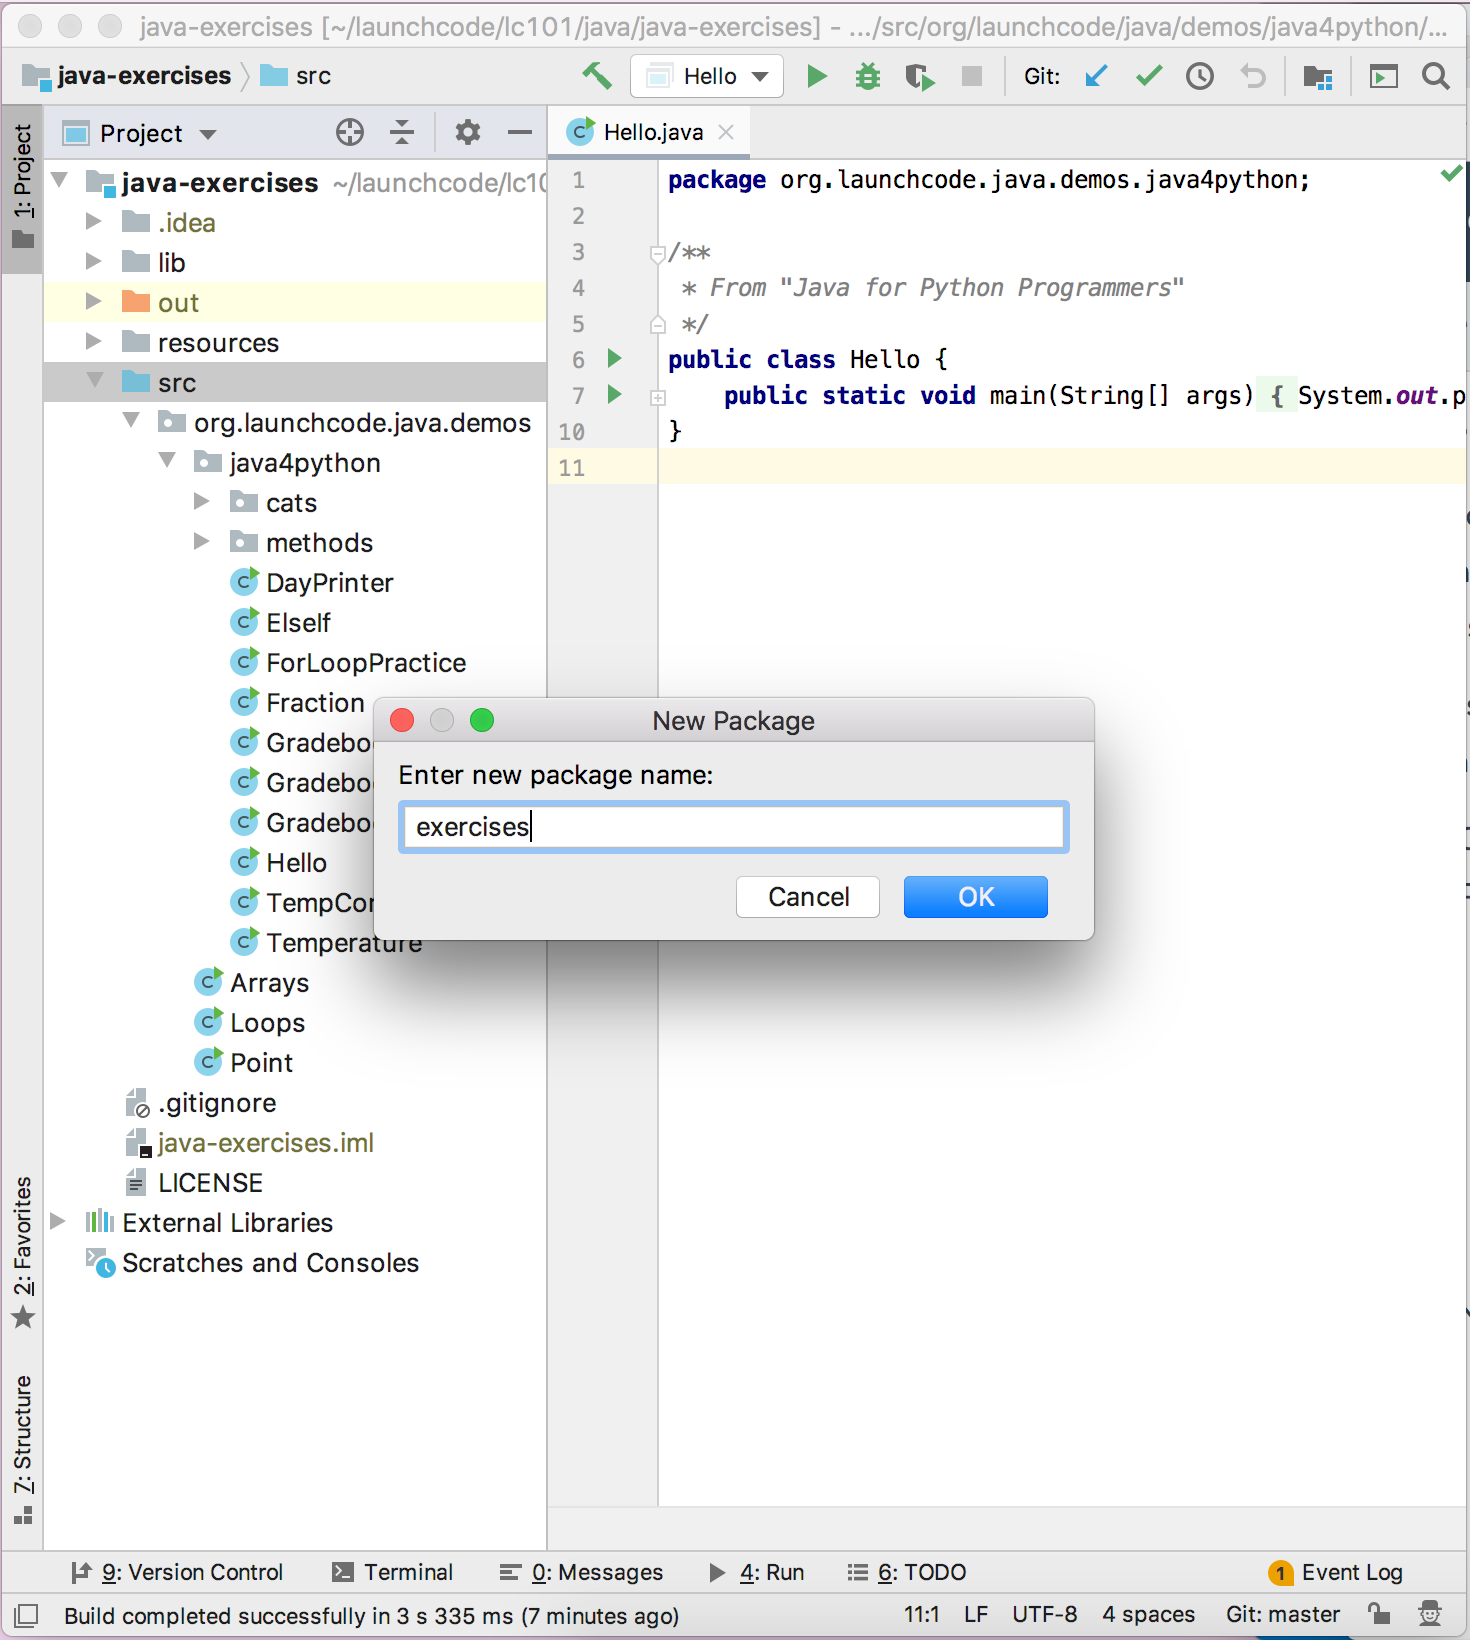 java-exercises [~/launchcode/lc101/java/java-exercises] - .../src/org/launchcode/java/demos/java4python/...
java-exercises src Hello Git:
1: Project
Project
Hello.java
java-exercises ~/launchcode/lc10
.idea
lib
out
resources
src
org.launchcode.java.demos
java4python
cats
methods
DayPrinter
ElseIf
ForLoopPractice
Fraction
Gradebo
Gradebo
Gradebo
Hello
TempCon
Temperature
Arrays
Loops
Point
.gitignore
java-exercises.iml
LICENSE
External Libraries
Scratches and Consoles
1 package org.launchcode.java.demos.java4python;
2
3 /**
4 * From "Java for Python Programmers"
5 */
6 public class Hello {
7 public static void main(String[] args) { System.out.p
10 }
11
New Package
Enter new package name:
exercises
Cancel OK
2: Favorites
7: Structure
9: Version Control Terminal 0: Messages 4: Run 6: TODO 1 Event Log
Build completed successfully in 3 s 335 ms (7 minutes ago) 11:1 LF UTF-8 4 spaces Git: master